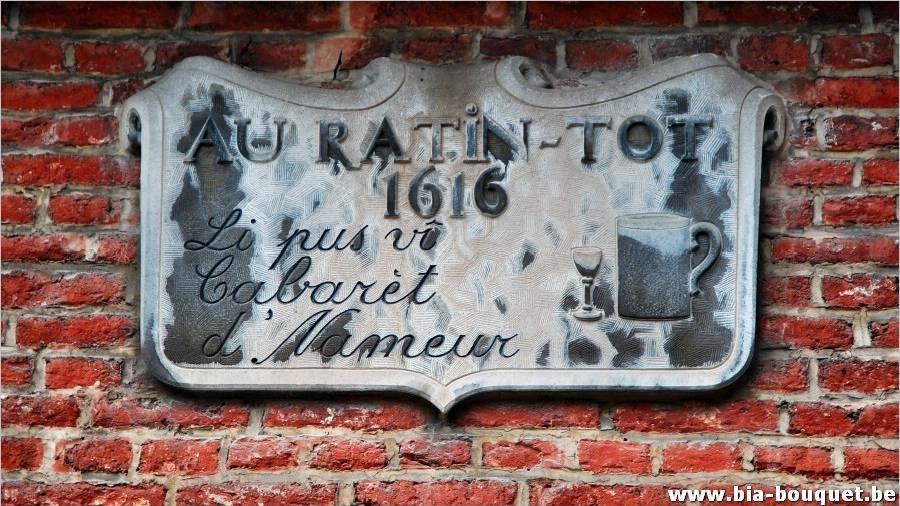 AU RATiN-TOT
1616
Li pus vî
Cabarèt
d'Nameur
www.bia-bouquet.be